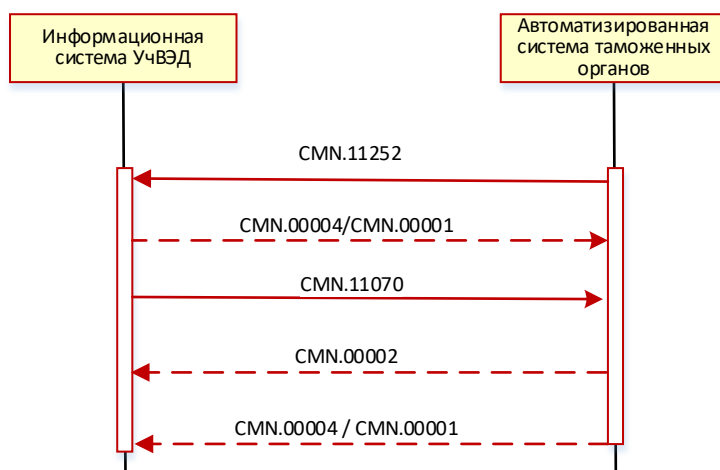 Информационная
система УчВЭД
Автоматизированная
система таможенных
органов
CMN.11252
CMN.00004/CMN.00001
CMN.11070
CMN.00002
CMN.00004 / CMN.00001